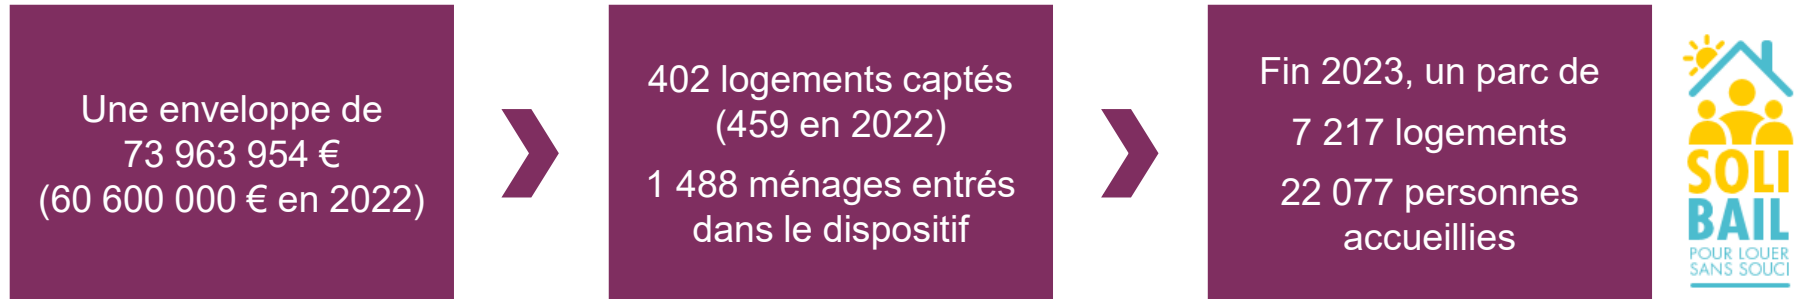 Une enveloppe de
73 963 954 €
(60 600 000 € en 2022)
402 logements captés
(459 en 2022)
1 488 ménages entrés
dans le dispositif
Fin 2023, un parc de
7 217 logements
22 077 personnes
accueillies
SOLI
BAIL
POUR LOUER
SANS SOUCI